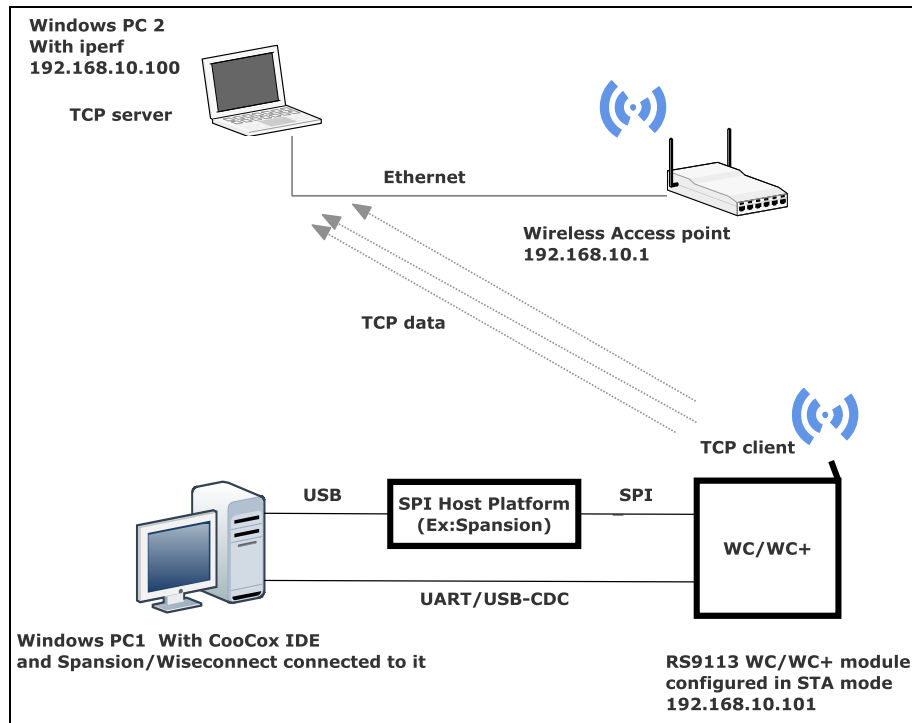 Windows PC 2
With iperf
192.168.10.100
TCP server
Ethernet
Wireless Access point
192.168.10.1
TCP data
TCP client
USB
SPI Host Platform
(Ex:Spansion)
SPI
WC/WC+
UART/USB-CDC
Windows PC1  With CooCox IDE
and Spansion/Wiseconnect connected to it
RS9113 WC/WC+ module
configured in STA mode
192.168.10.101